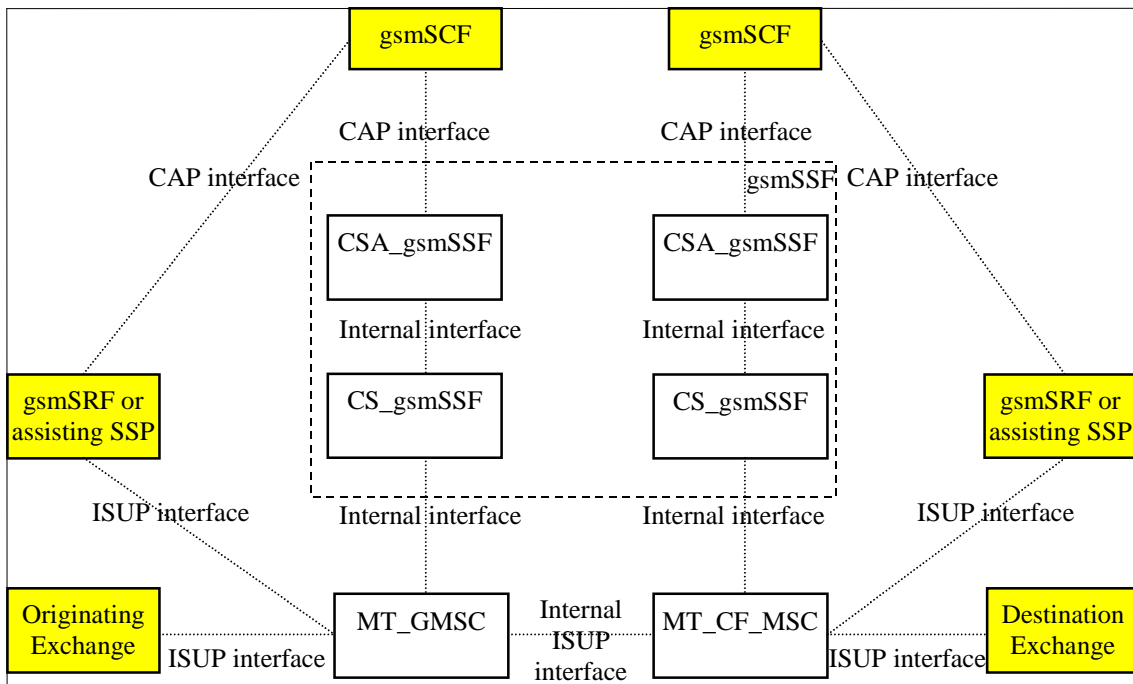 gsmSCF
gsmSCF
CAP interface
CAP interface
CAP interface
gsmSSF
CAP interface
CSA_gsmSSF
CSA_gsmSSF
Internal interface
Internal interface
gsmSRF or
assisting SSP
CS_gsmSSF
CS_gsmSSF
gsmSRF or
assisting SSP
ISUP interface
Internal interface
Internal interface
ISUP interface
Originating
Exchange
MT_GMSC
Internal
ISUP
interface
MT_CF_MSC
Destination
Exchange
ISUP interface
ISUP interface